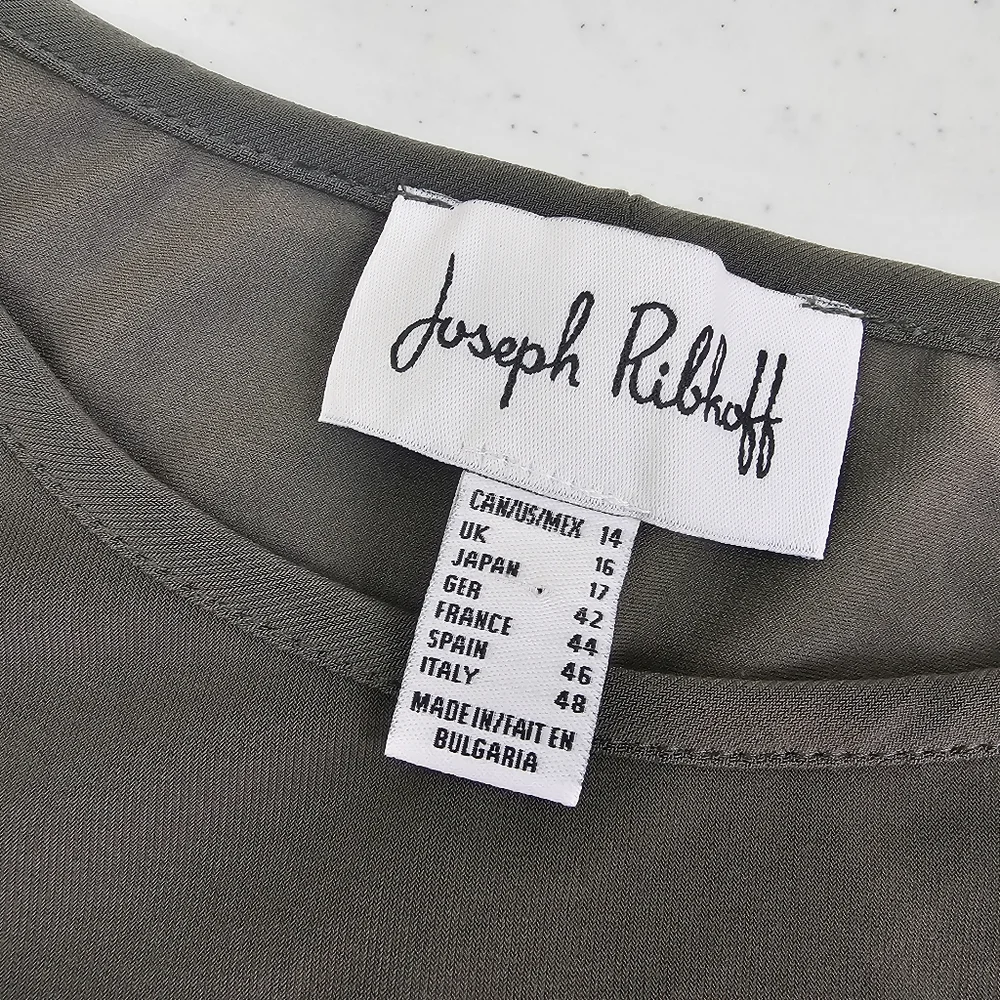 Joseph Ribkoff
CAN/US/MEX 14
UK 16
JAPAN 17
GER 42
FRANCE 44
SPAIN 46
ITALY 48
MADE IN/FAIT EN
BULGARIA